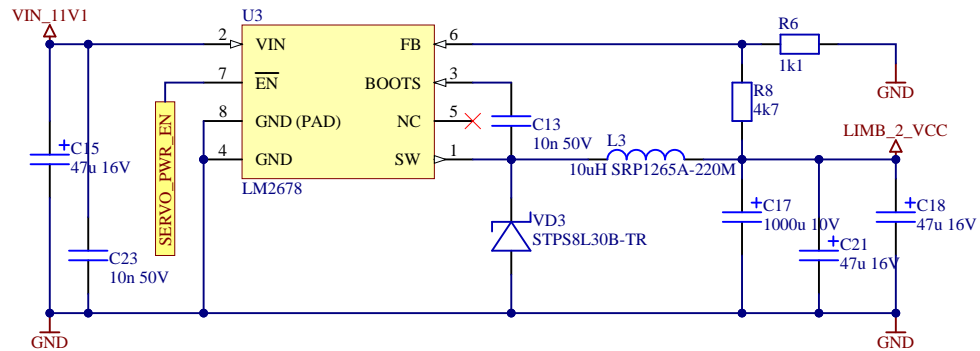 VIN_11V1
U3
2
VIN
FB
6
7
EN
BOOTS
3
8
GND (PAD)
NC
5
4
GND
SW
1
LM2678
SERVO_PWR_EN
C15
47u 16V
C23
10n 50V
GND
C13
10n 50V
L3
10uH SRP1265A-220M
VD3
STPS8L30B-TR
R6
1k1
GND
R8
4k7
LIMB_2_VCC
C17
1000u 10V
C21
47u 16V
C18
47u 16V
GND